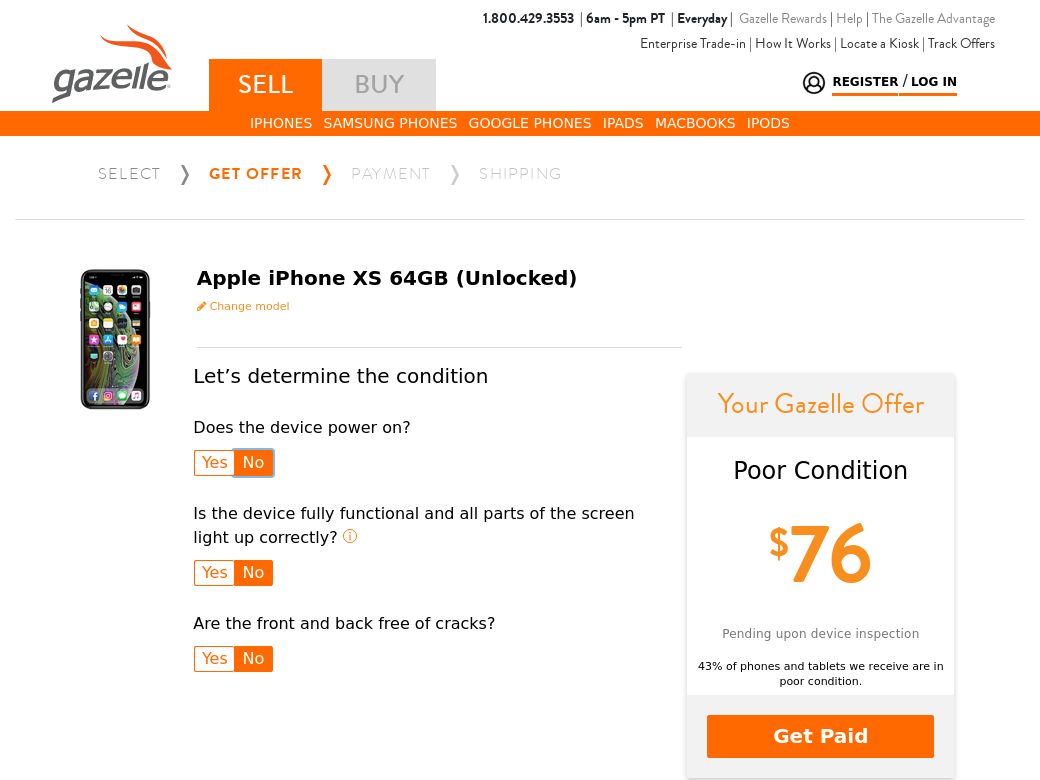 1.800.429.3553 | 6am - 5pm PT | Everyday | Gazelle Rewards | Help | The Gazelle Advantage
Enterprise Trade-in | How It Works | Locate a Kiosk | Track Offers
gazelle
SELL BUY
REGISTER / LOG IN
IPHONES SAMSUNG PHONES GOOGLE PHONES IPADS MACBOOKS IPODS
SELECT ❭ GET OFFER ❭ PAYMENT ❭ SHIPPING
Apple iPhone XS 64GB (Unlocked)
Change model
Let’s determine the condition
Does the device power on?
Yes No
Is the device fully functional and all parts of the screen
light up correctly? ⓘ
Yes No
Are the front and back free of cracks?
Yes No
Your Gazelle Offer
Poor Condition
$76
Pending upon device inspection
43% of phones and tablets we receive are in
poor condition.
Get Paid